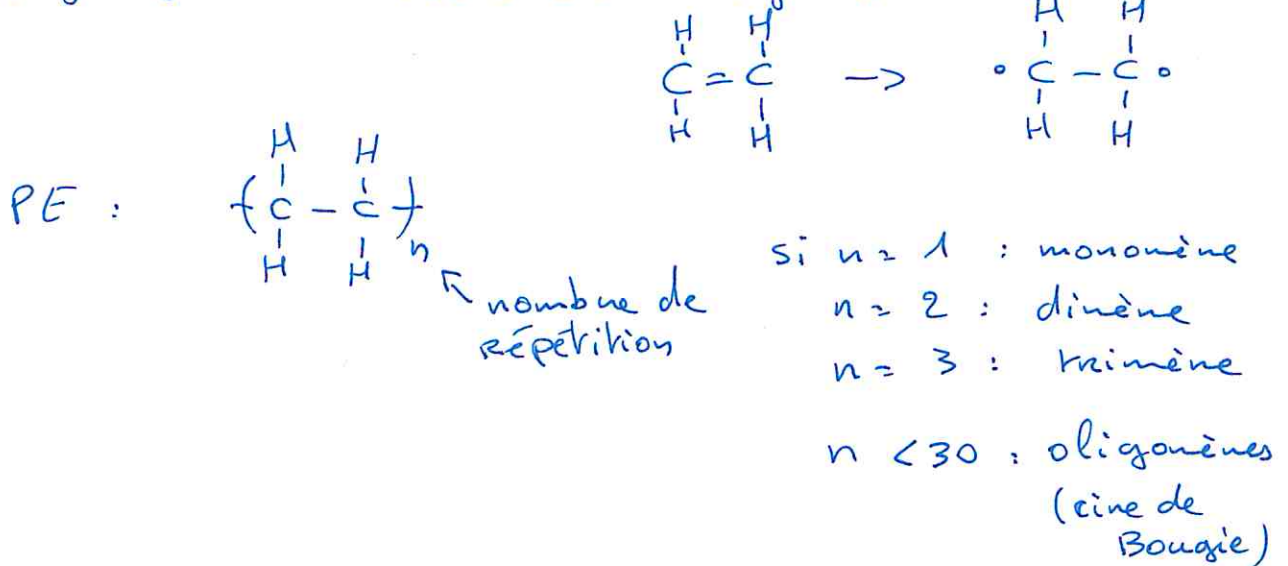 H H H H
C = C —> ° C — C °
H H H H
PE : H H
( C — C )n
H H
nombre de
répétition
si n = 1 : monomère
n = 2 : dimère
n = 3 : trimère
n < 30 : oligomères
(cire de
Bougie)